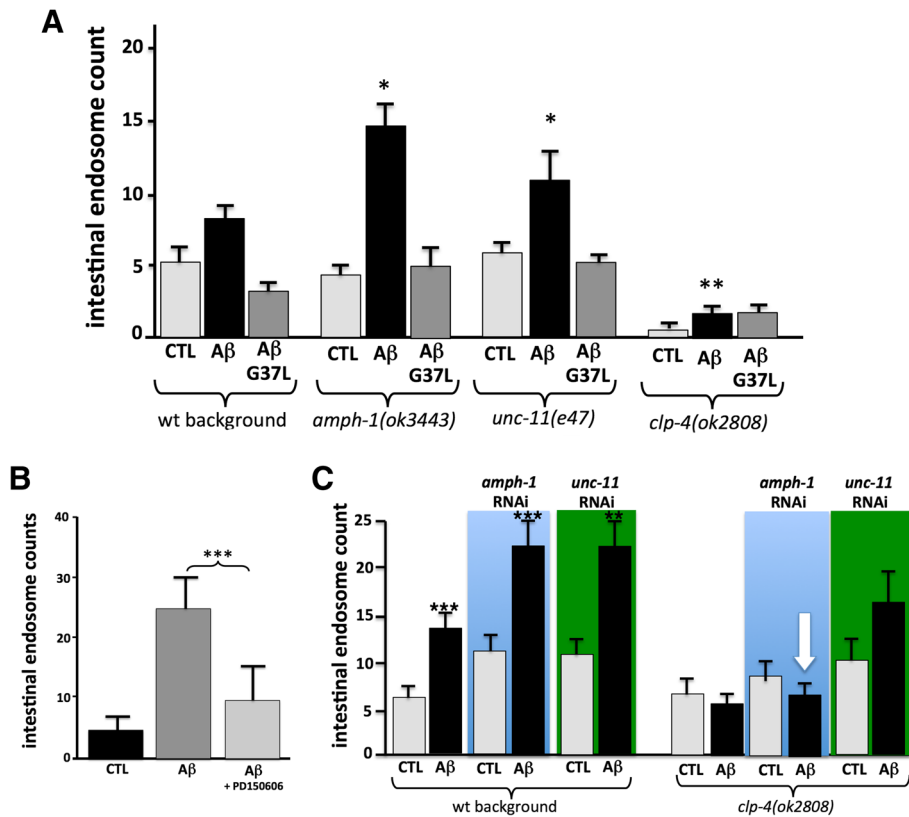 A
intestinal endosome count
20
15
10
5
0
*
*
**
CTL Aβ Aβ G37L CTL Aβ Aβ G37L CTL Aβ Aβ G37L CTL Aβ Aβ G37L
wt background amph-1(ok3443) unc-11(e47) clp-4(ok2808)
B
intestinal endosome counts
40
30
20
10
0
***
CTL Aβ Aβ
+ PD150606
C
amph-1 RNAi unc-11 RNAi amph-1 RNAi unc-11 RNAi
intestinal endosome count
25
20
15
10
5
0
***
***
**
CTL Aβ CTL Aβ CTL Aβ CTL Aβ CTL Aβ CTL Aβ
wt background clp-4(ok2808)